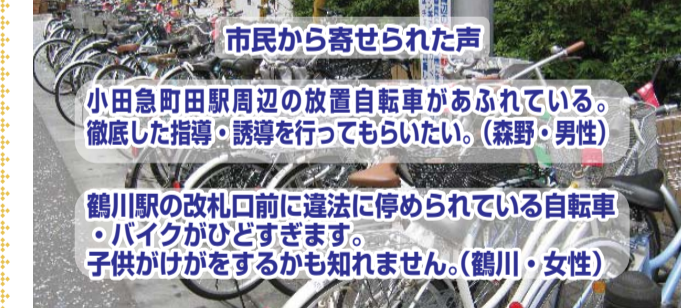 市民から寄せられた声
小田急町田駅周辺の放置自転車があふれている。
徹底した指導・誘導を行ってもらいたい。（森野・男性）
鶴川駅の改札口前に違法に停められている自転車
・バイクがひどすぎます。
子供がけがをするかも知れません。（鶴川・女性）